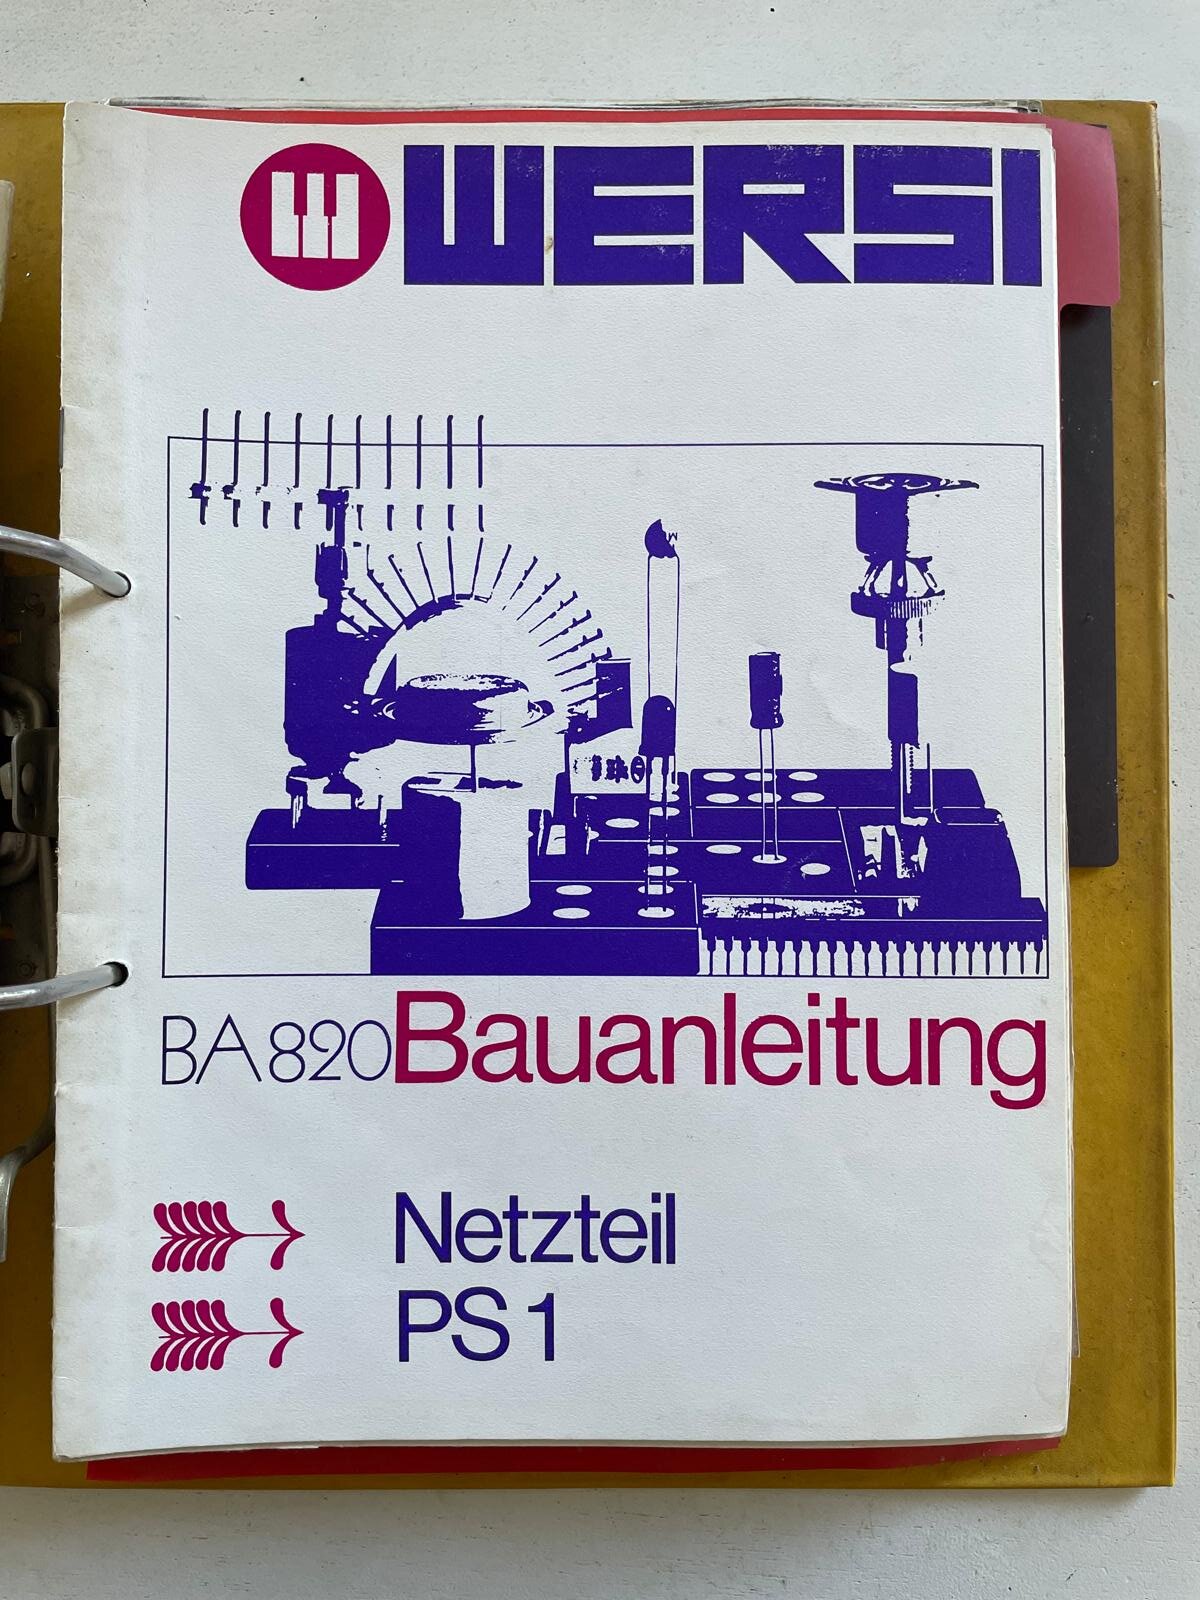 WERSI
BA 820 Bauanleitung
Netzteil
PS 1